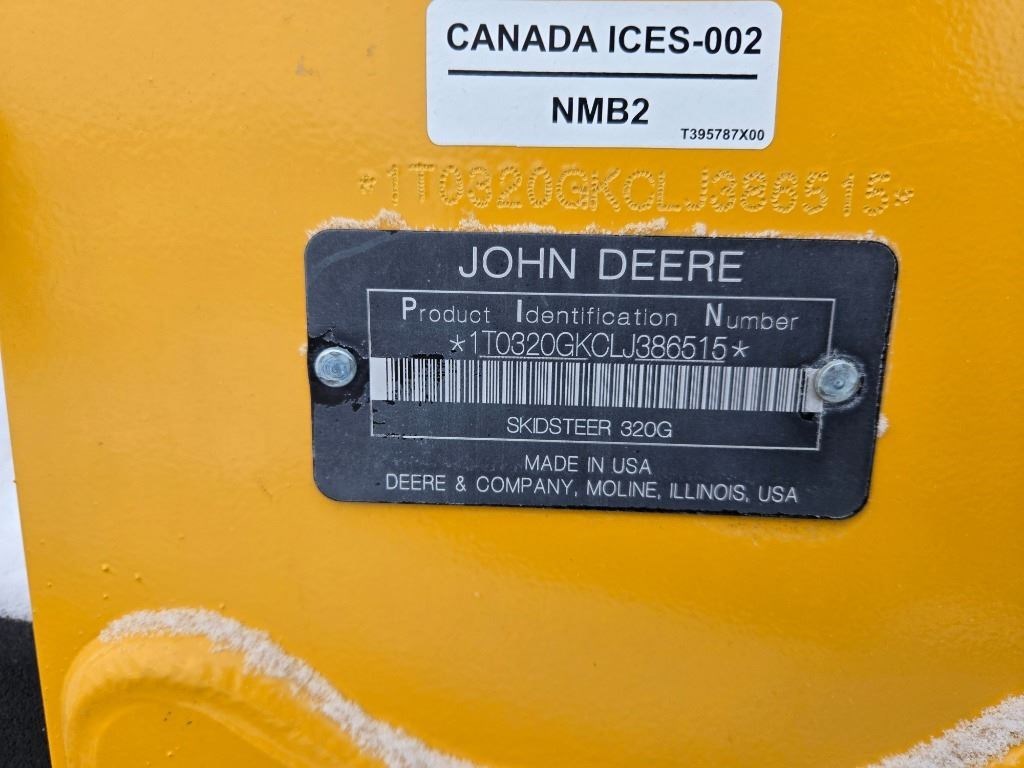 CANADA ICES-002
NMB2
T395787X00
*1T0320GKCLJ386515*
JOHN DEERE
Product Identification Number
*1T0320GKCLJ386515*
SKIDSTEER 320G
MADE IN USA
DEERE & COMPANY, MOLINE, ILLINOIS, USA